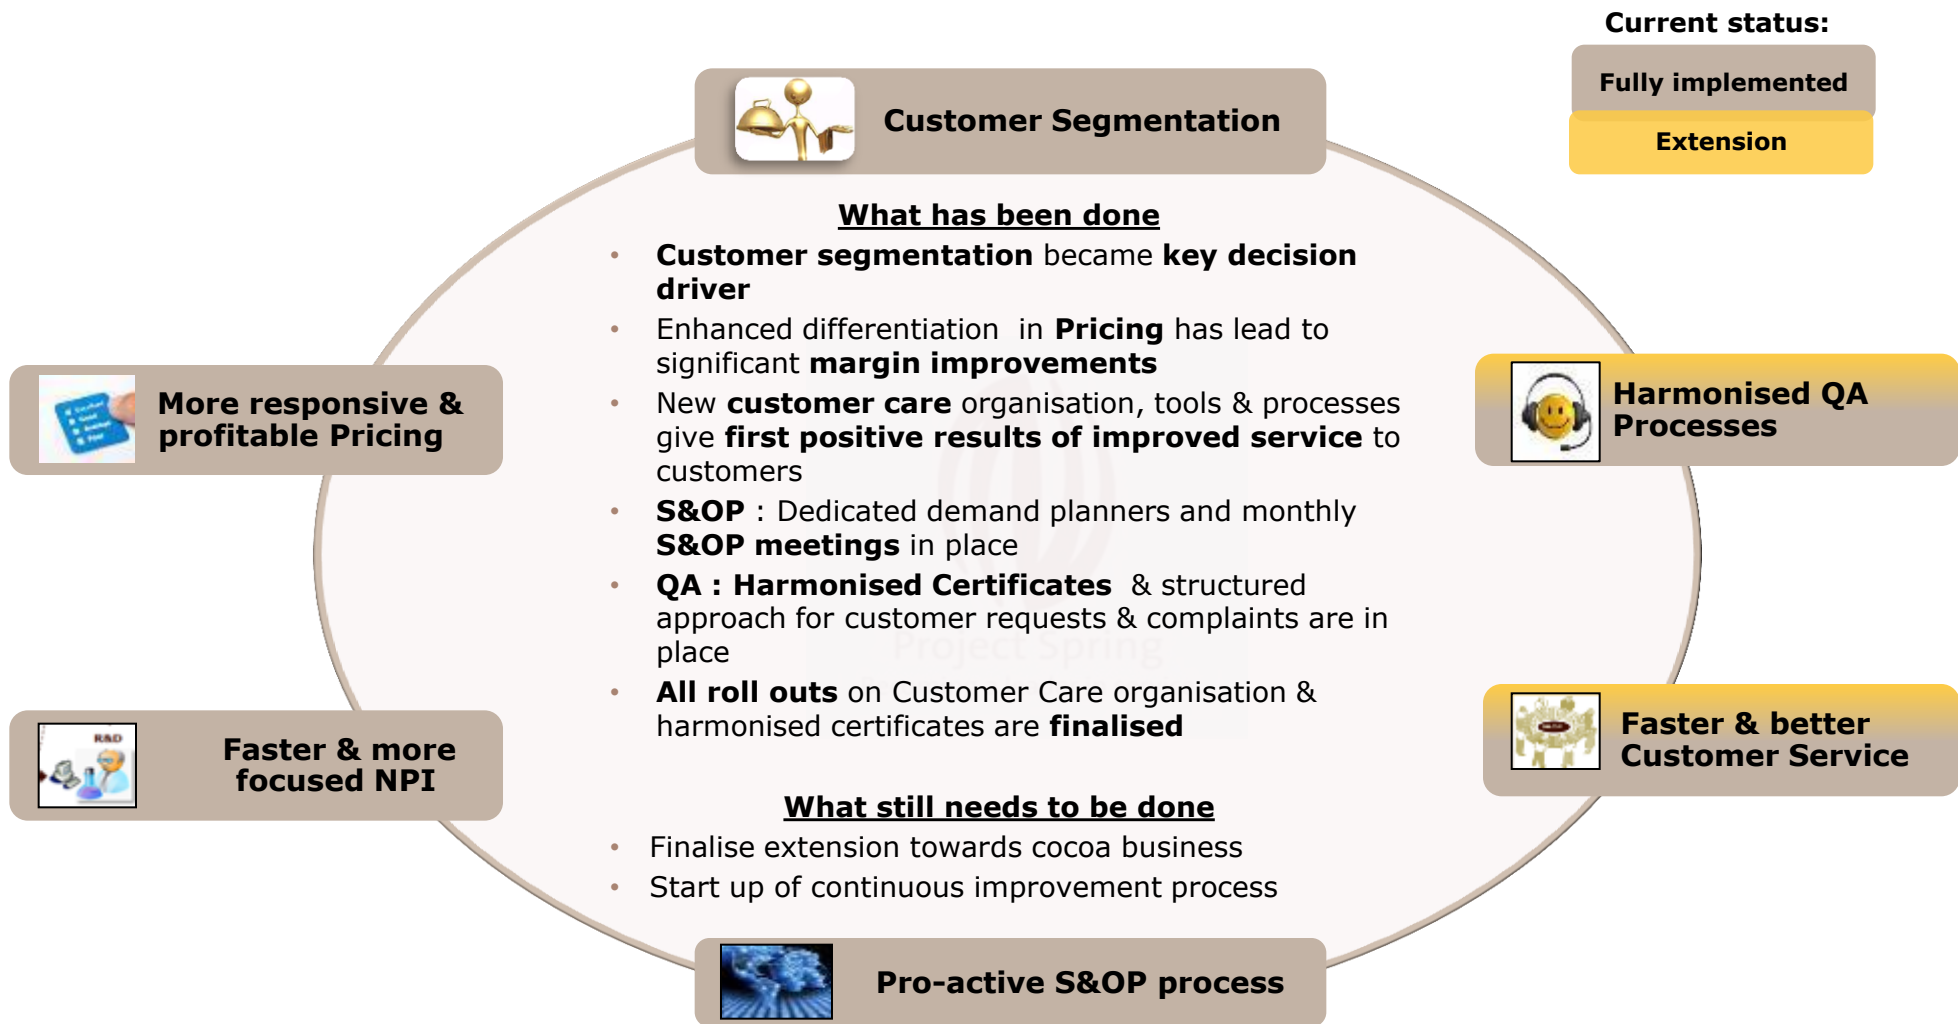 Current status:
Fully implemented
Extension
Customer Segmentation
What has been done
• Customer segmentation became key decision
driver
• Enhanced differentiation in Pricing has lead to
significant margin improvements
• New customer care organisation, tools & processes
give first positive results of improved service to
customers
• S&OP : Dedicated demand planners and monthly
S&OP meetings in place
• QA : Harmonised Certificates & structured
approach for customer requests & complaints are in
place
• All roll outs on Customer Care organisation &
harmonised certificates are finalised
What still needs to be done
• Finalise extension towards cocoa business
• Start up of continuous improvement process
More responsive &
profitable Pricing
Harmonised QA
Processes
R&D
Faster & more
focused NPI
Faster & better
Customer Service
Pro-active S&OP process
Project Spring